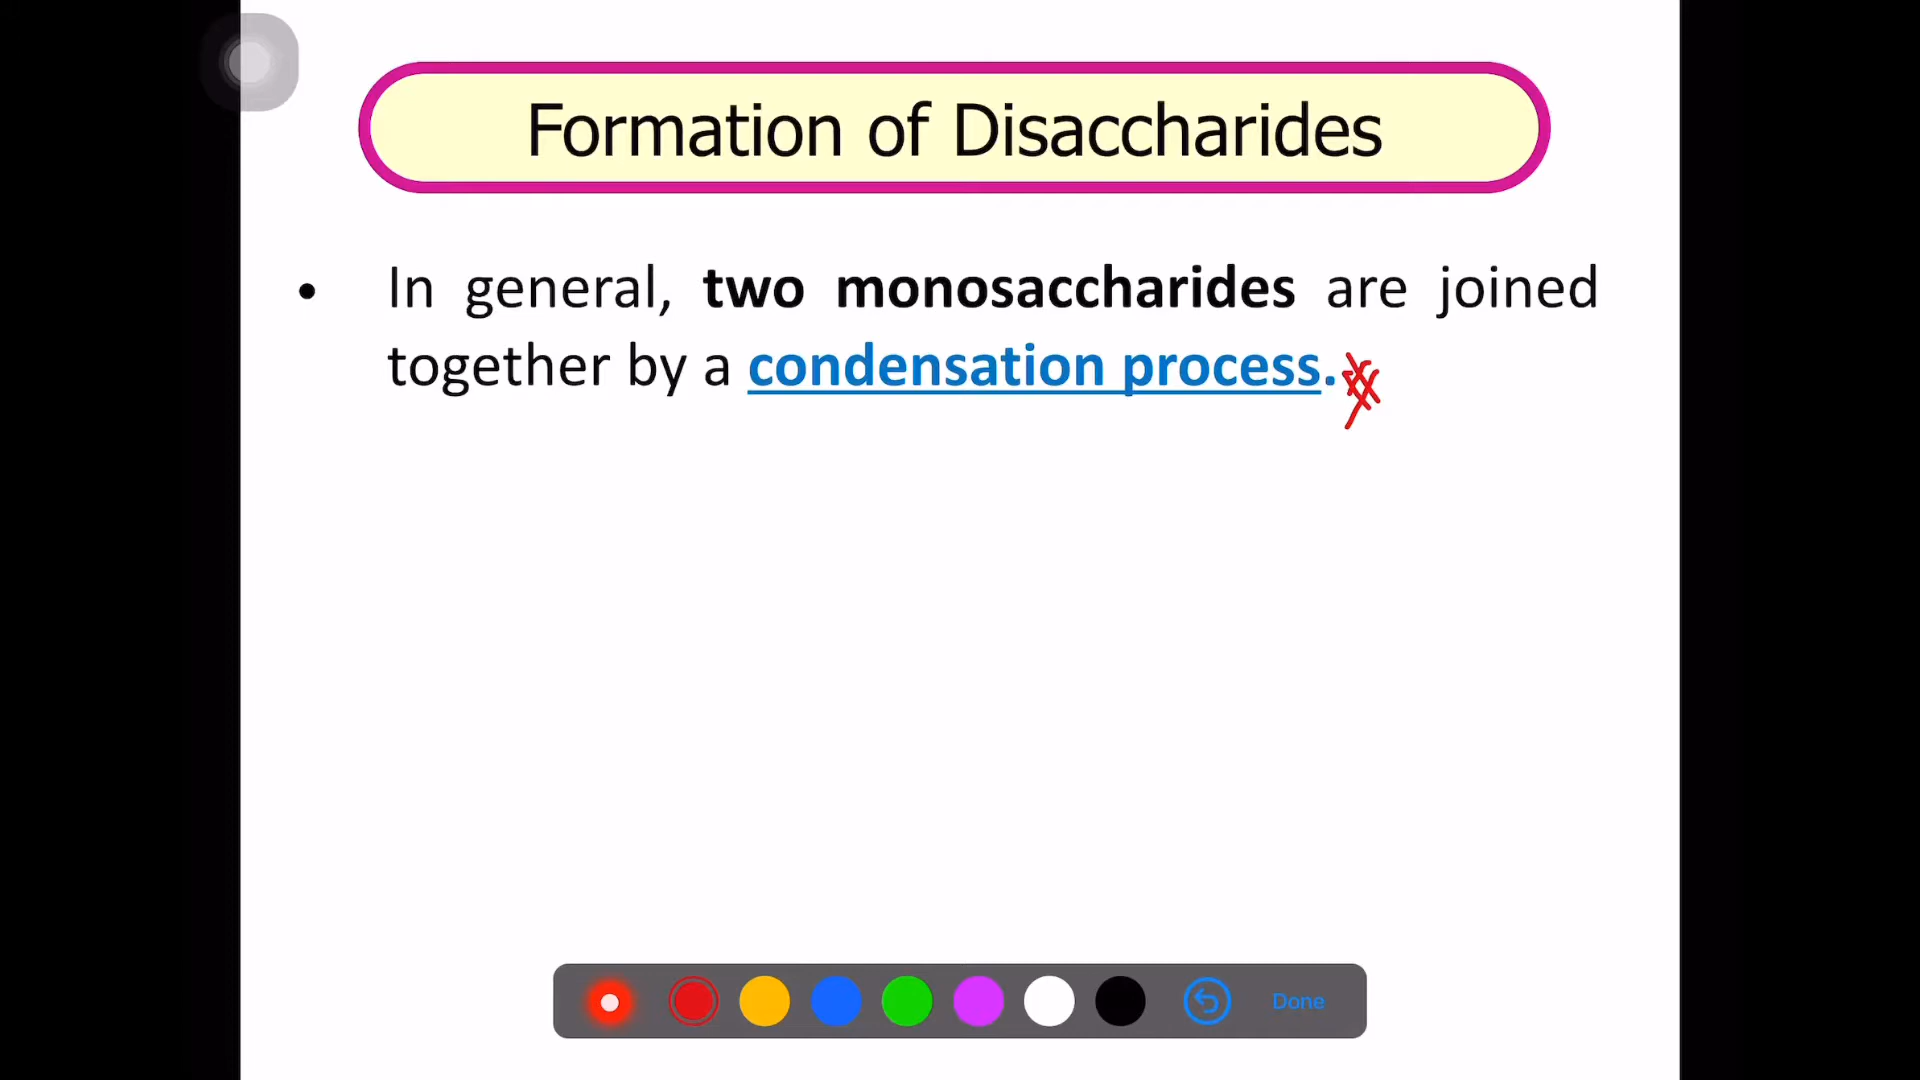 Formation of Disaccharides
• In general, two monosaccharides are joined
together by a condensation process.
Done